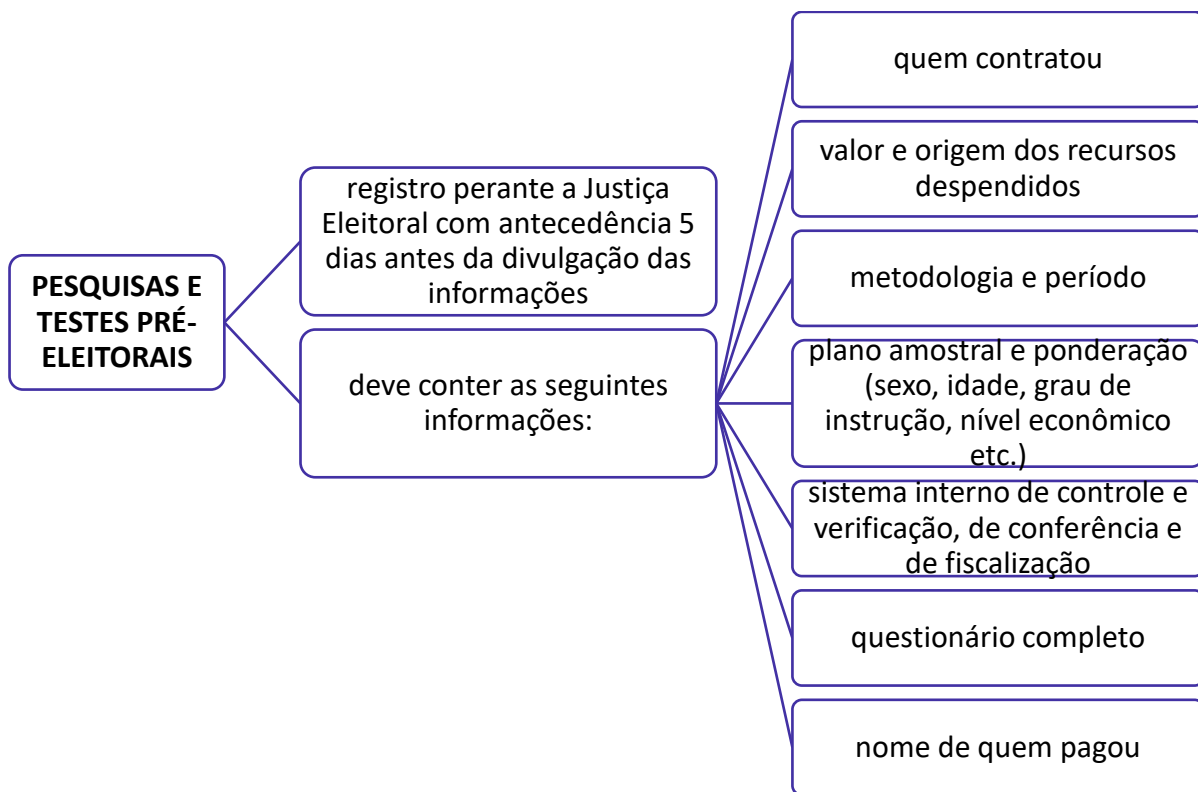 PESQUISAS E
TESTES PRÉ-
ELEITORAIS
registro perante a Justiça
Eleitoral com antecedência 5
dias antes da divulgação das
informações
deve conter as seguintes
informações:
quem contratou
valor e origem dos recursos
despendidos
metodologia e período
plano amostral e ponderação
(sexo, idade, grau de
instrução, nível econômico
etc.)
sistema interno de controle e
verificação, de conferência e
de fiscalização
questionário completo
nome de quem pagou